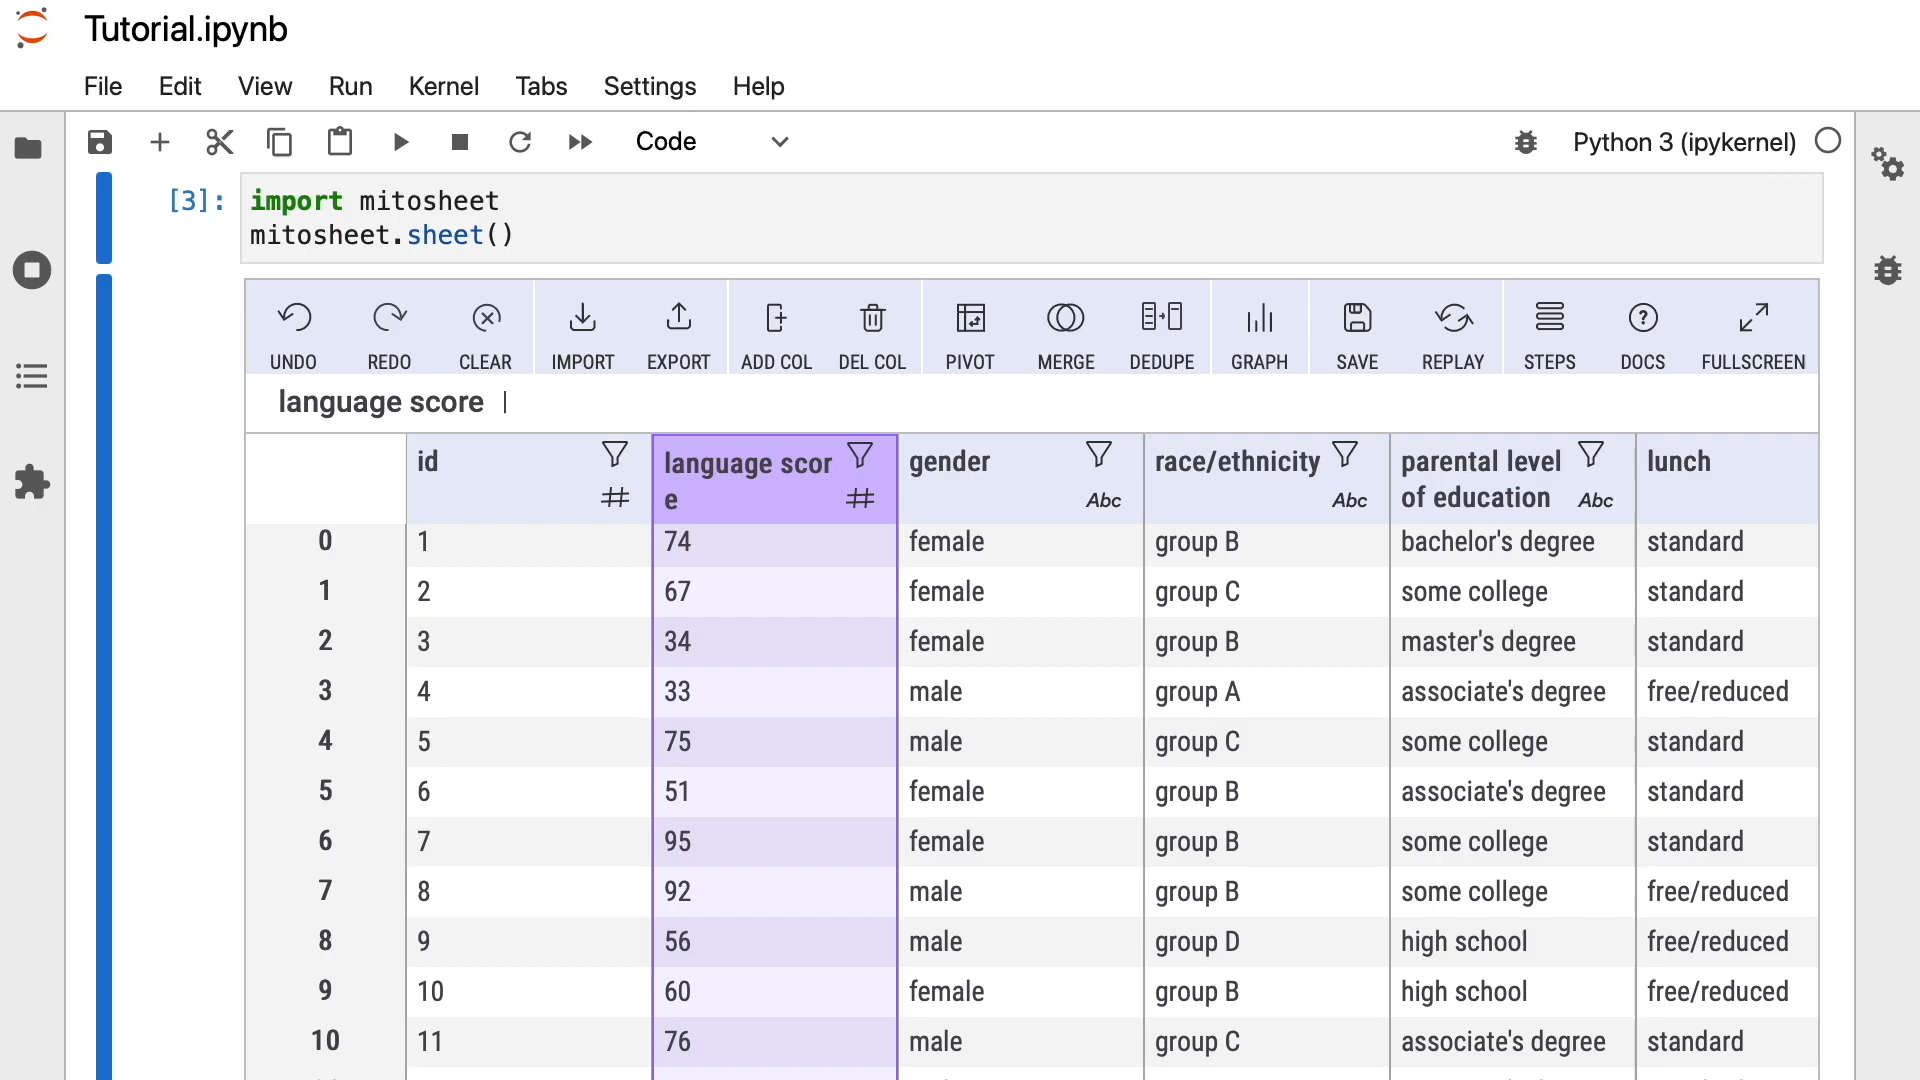 Tutorial.ipynb
File Edit View Run Kernel Tabs Settings Help
Code Python 3 (ipykernel)
[3]: import mitosheet
mitosheet.sheet()
UNDO REDO CLEAR IMPORT EXPORT ADD COL DEL COL PIVOT MERGE DEDUPE GRAPH SAVE REPLAY STEPS DOCS FULLSCREEN
language score
id language scor gender race/ethnicity parental level lunch
e Abc Abc of education Abc
0 1 74 female group B bachelor's degree standard
1 2 67 female group C some college standard
2 3 34 female group B master's degree standard
3 4 33 male group A associate's degree free/reduced
4 5 75 male group C some college standard
5 6 51 female group B associate's degree standard
6 7 95 female group B some college standard
7 8 92 male group B some college free/reduced
8 9 56 male group D high school free/reduced
9 10 60 female group B high school free/reduced
10 11 76 male group C associate's degree standard